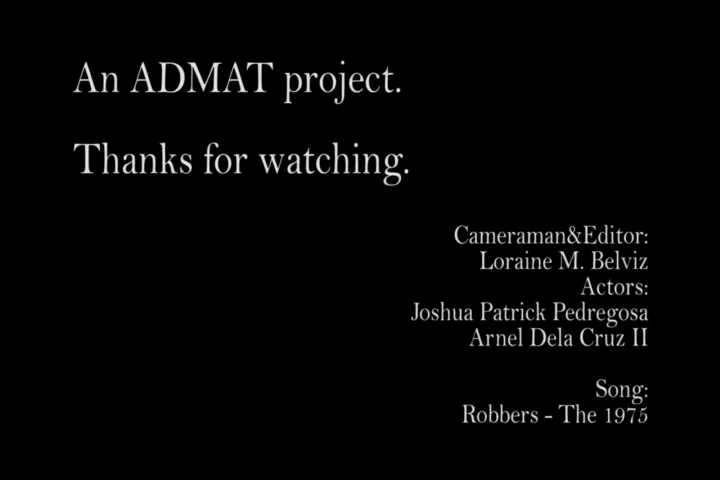 An ADMAT project.
Thanks for watching.
Cameraman&Editor:
Loraine M. Belviz
Actors:
Joshua Patrick Pedregosa
Arnel Dela Cruz II
Song:
Robbers - The 1975